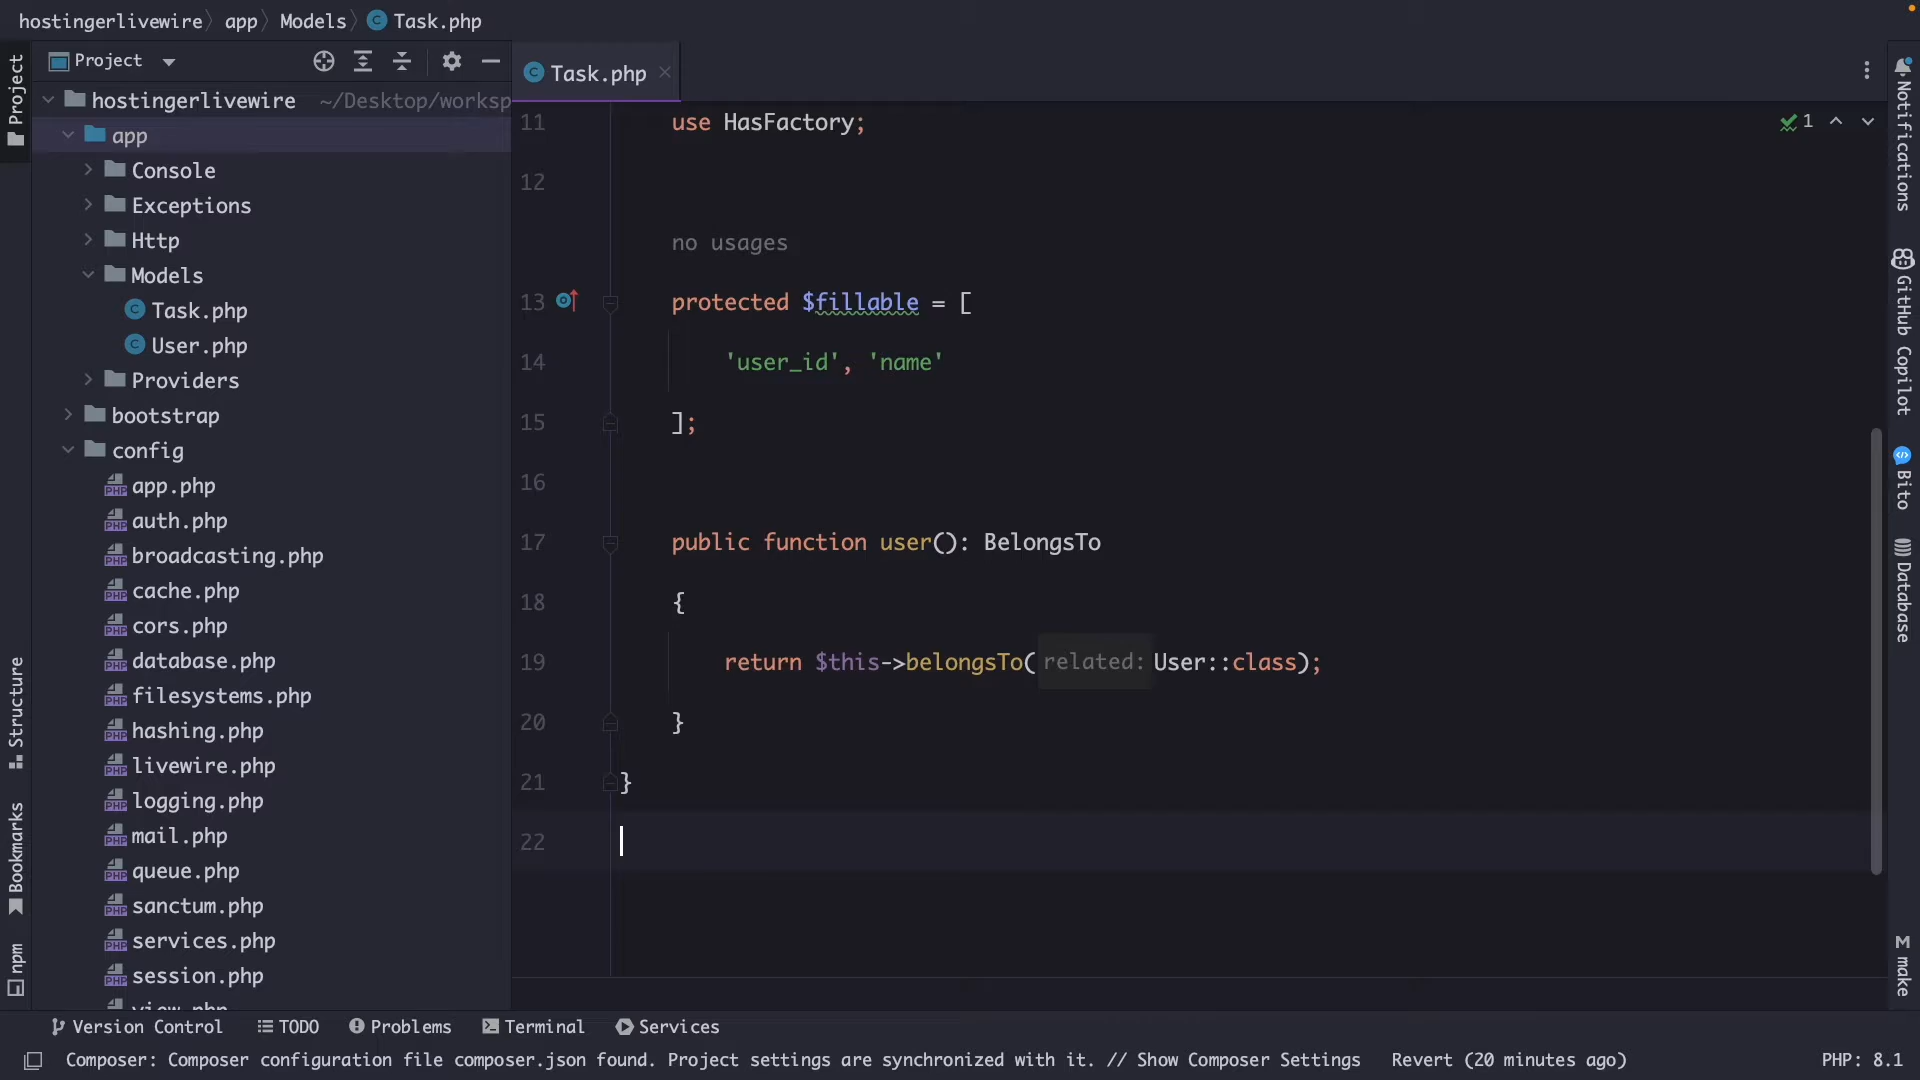 hostingerlivewire app Models Task.php
Project
Project
hostingerlivewire ~/Desktop/worksp
app
Console
Exceptions
Http
Models
Task.php
User.php
Providers
bootstrap
config
app.php
auth.php
broadcasting.php
cache.php
cors.php
database.php
filesystems.php
hashing.php
livewire.php
logging.php
mail.php
queue.php
sanctum.php
services.php
session.php
view.php
Structure
Bookmarks
npm
Task.php
1
11 use HasFactory;
12
no usages
13 protected $fillable = [
14 'user_id', 'name'
15 ];
16
17 public function user(): BelongsTo
18 {
19 return $this->belongsTo( related: User::class);
20 }
21 }
22
Notifications
GitHub Copilot
Bito
Database
M make
Version Control TODO Problems Terminal Services
Composer: Composer configuration file composer.json found. Project settings are synchronized with it. // Show Composer Settings Revert (20 minutes ago) PHP: 8.1